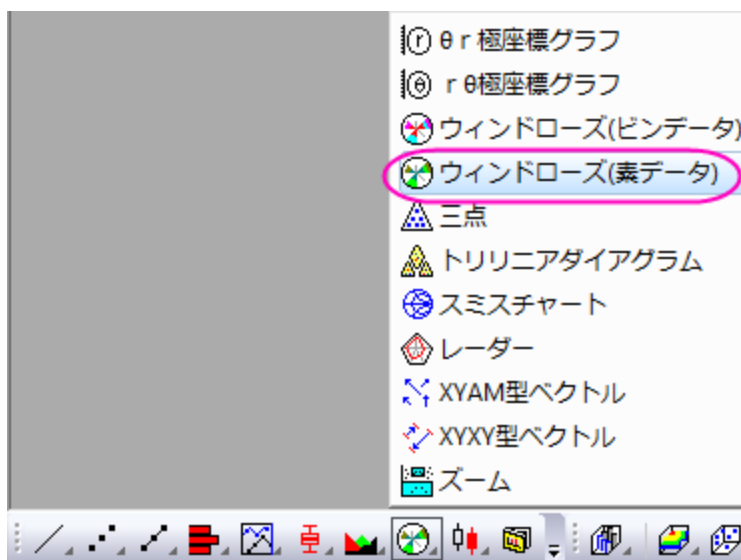 θ r 極座標グラフ
r θ極座標グラフ
ウィンドローズ(ビンデータ)
ウィンドローズ(素データ)
三点
トリリニアダイアグラム
スミスチャート
レーダー
XYAM型ベクトル
XYXY型ベクトル
ズーム